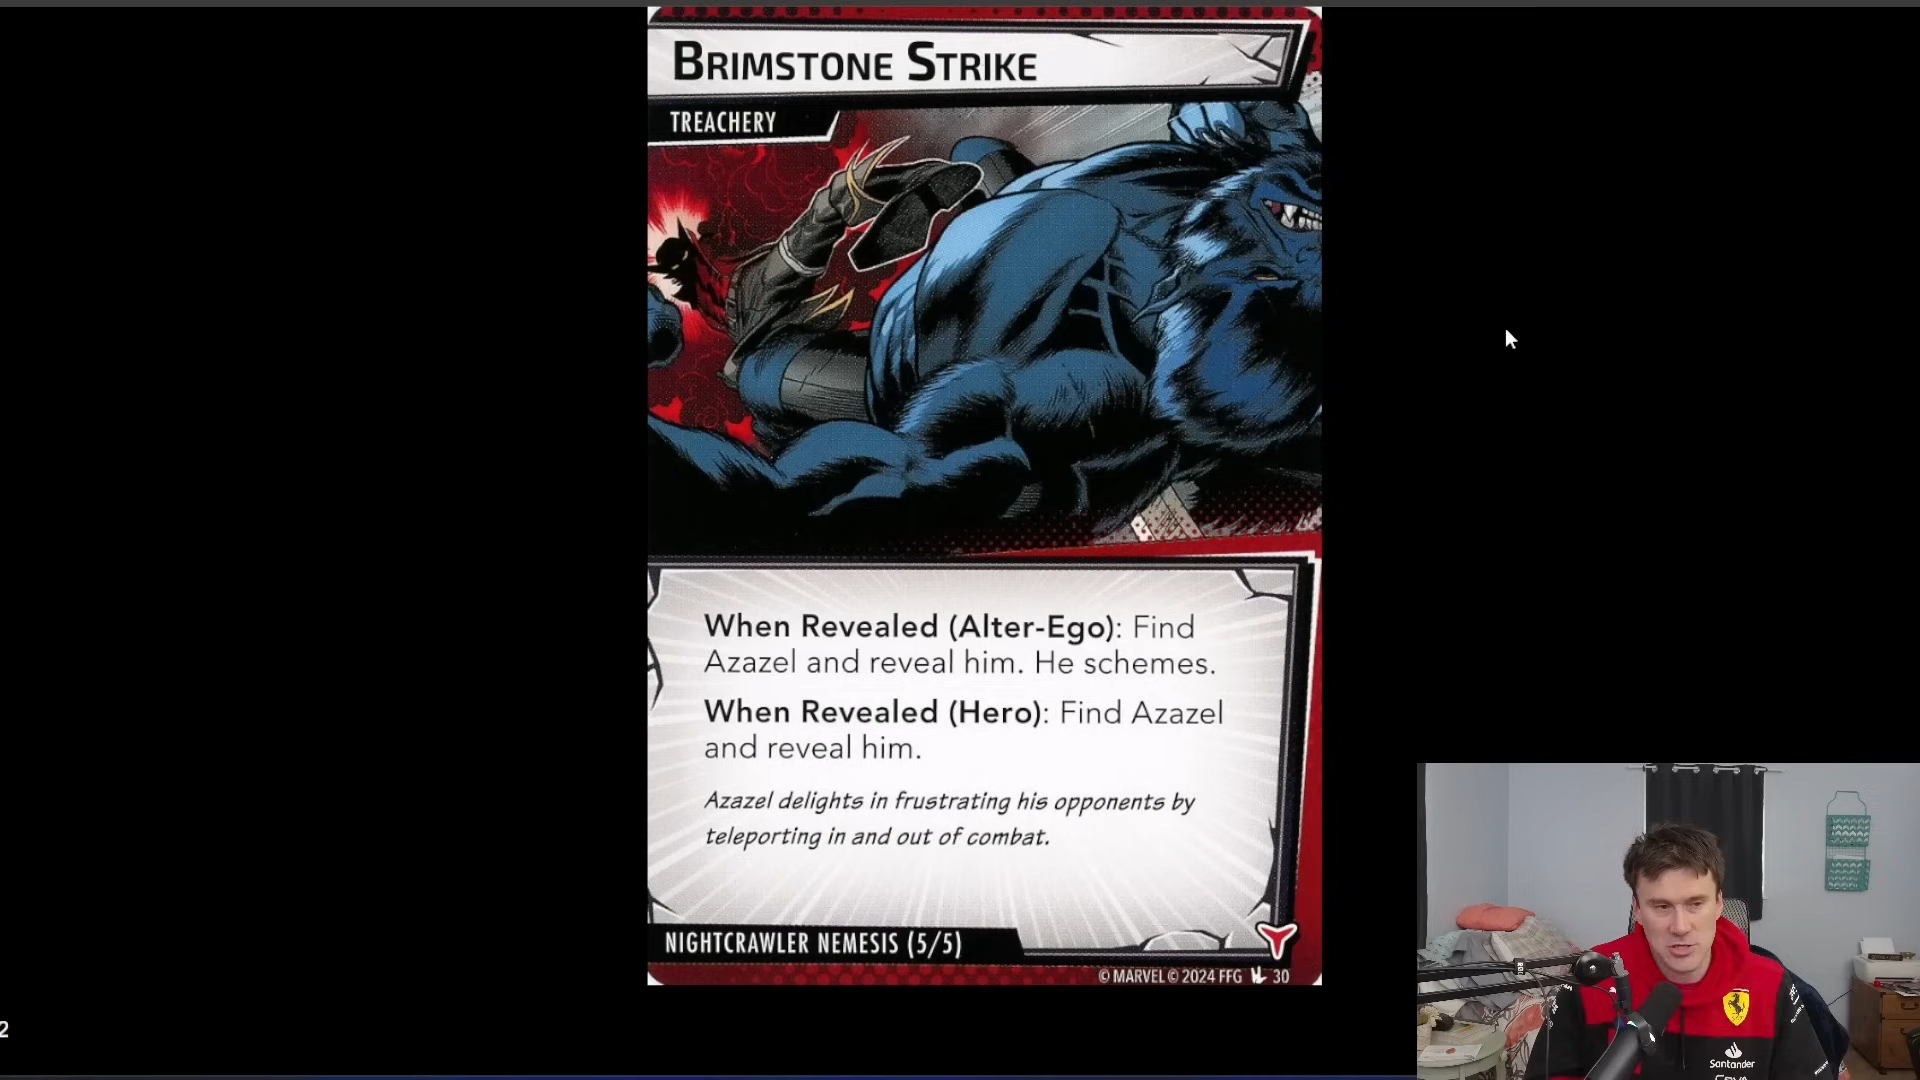 BRIMSTONE STRIKE
TREACHERY
When Revealed (Alter-Ego): Find
Azazel and reveal him. He schemes.
When Revealed (Hero): Find Azazel
and reveal him.
Azazel delights in frustrating his opponents by
teleporting in and out of combat.
NIGHTCRAWLER NEMESIS (5/5)
© MARVEL © 2024 FFG 30
2
Santander